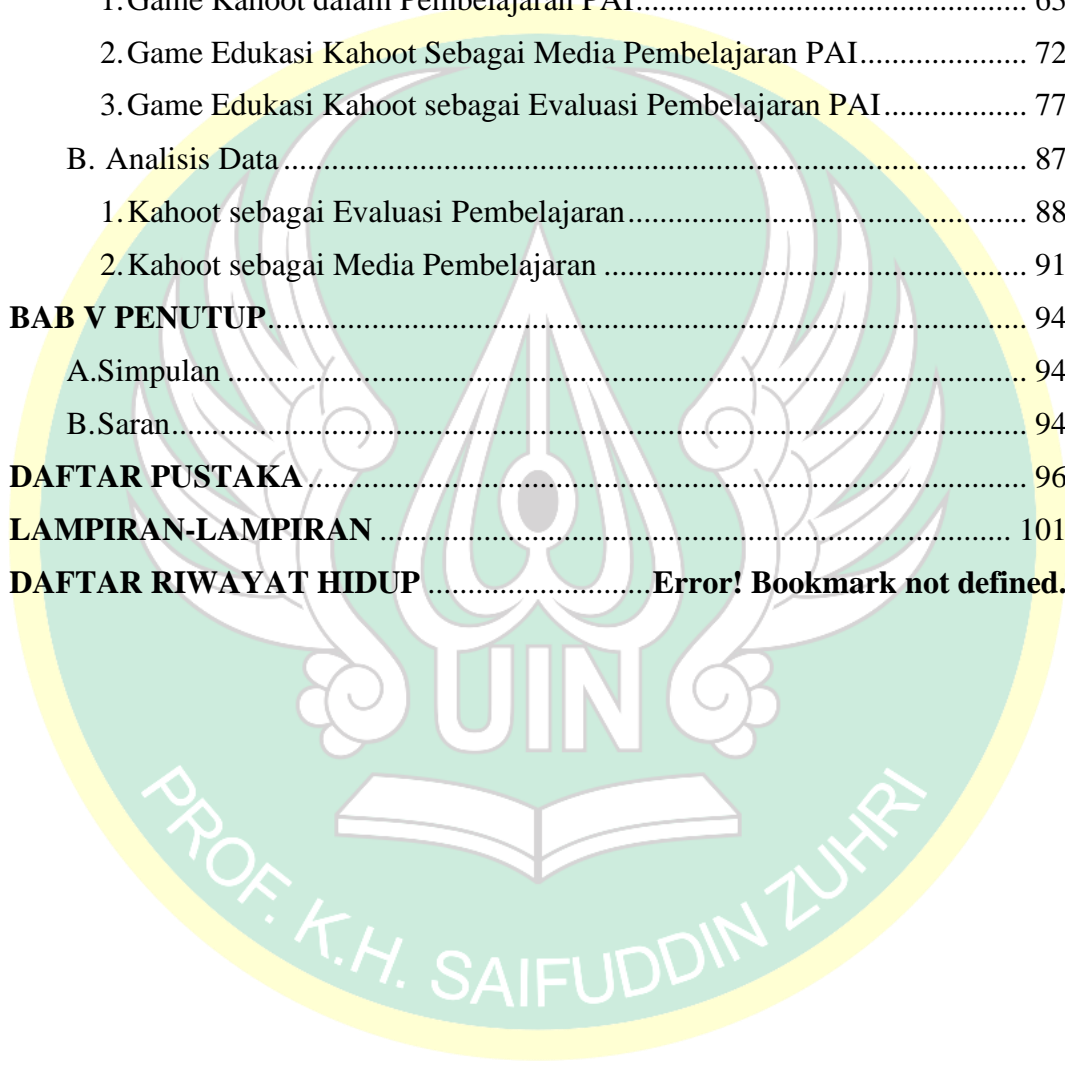 1. Game Kahoot dalam Pembelajaran PAI.......................................... 65
2. Game Edukasi Kahoot Sebagai Media Pembelajaran PAI.................... 72
3. Game Edukasi Kahoot sebagai Evaluasi Pembelajaran PAI.................. 77
B. Analisis Data................................................................................ 87
1. Kahoot sebagai Evaluasi Pembelajaran........................................... 88
2. Kahoot sebagai Media Pembelajaran ............................................. 91
BAB V PENUTUP................................................................................. 94
A.Simpulan ...................................................................................... 94
B.Saran............................................................................................. 94
DAFTAR PUSTAKA............................................................................. 96
LAMPIRAN-LAMPIRAN ...................................................................... 101
DAFTAR RIWAYAT HIDUP ..........................Error! Bookmark not defined.
UIN
PROF. K.H. SAIFUDDIN ZUHRI